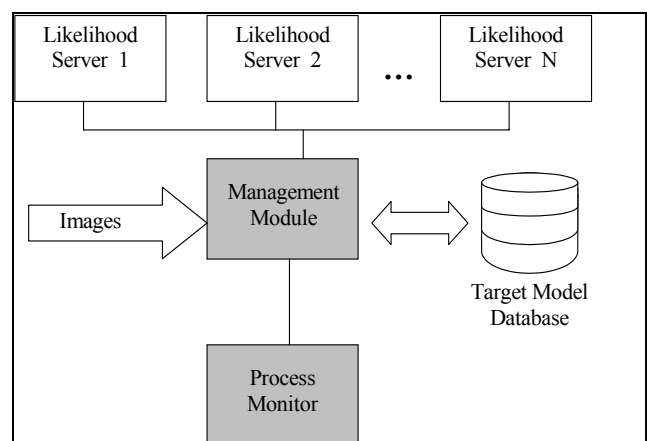 Likelihood
Server 1
Likelihood
Server 2
...
Likelihood
Server N
Management
Module
Images
Target Model
Database
Process
Monitor